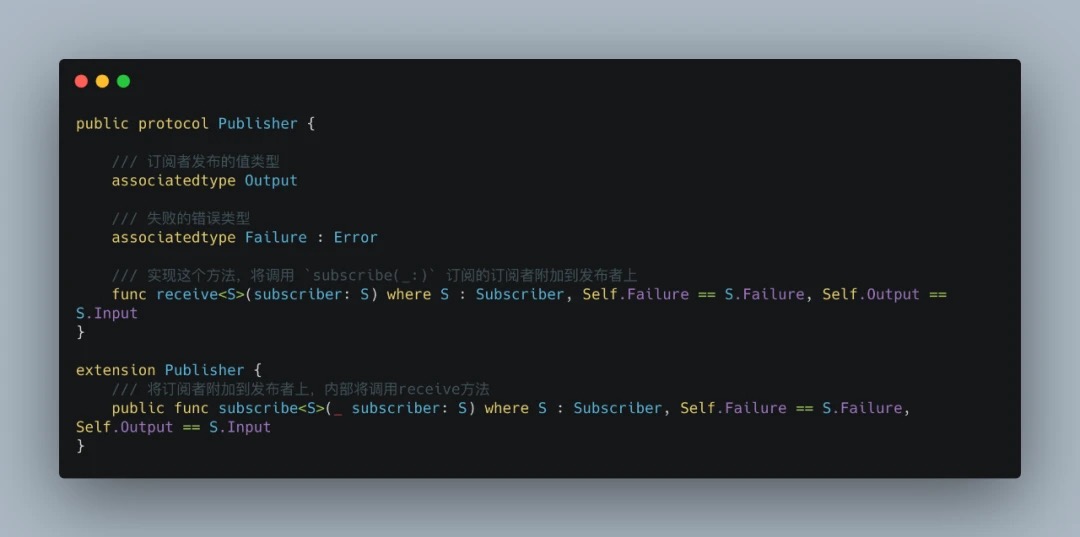 public protocol Publisher {
/// 订阅者发布的值类型
associatedtype Output
/// 失败的错误类型
associatedtype Failure : Error
/// 实现这个方法，将调用 `subscribe(_:)` 订阅的订阅者附加到发布者上
func receive<S>(subscriber: S) where S : Subscriber, Self.Failure == S.Failure, Self.Output ==
S.Input
}
extension Publisher {
/// 将订阅者附加到发布者上，内部将调用receive方法
public func subscribe<S>(_ subscriber: S) where S : Subscriber, Self.Failure == S.Failure,
Self.Output == S.Input
}